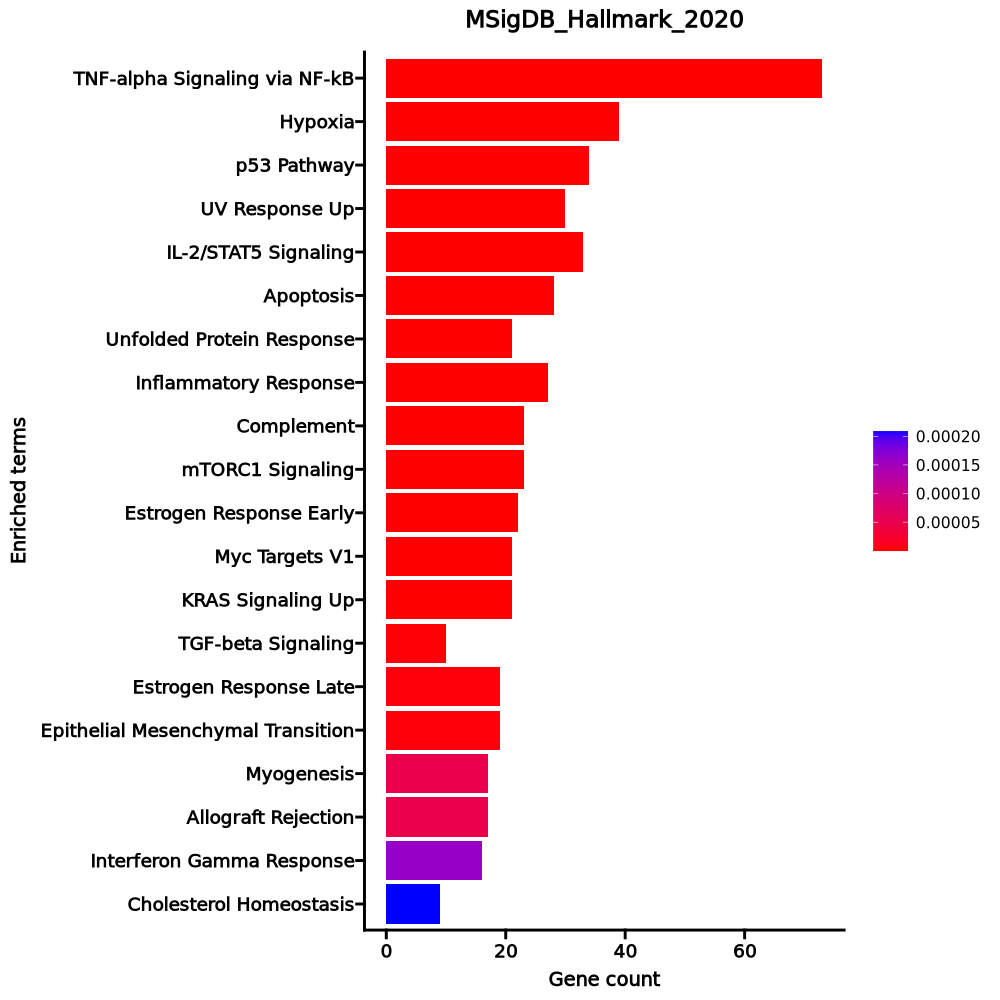 MSigDB_Hallmark_2020
TNF-alpha Signaling via NF-kB
Hypoxia
p53 Pathway
UV Response Up
IL-2/STAT5 Signaling
Apoptosis
Unfolded Protein Response
Inflammatory Response
Complement
mTORC1 Signaling
Estrogen Response Early
Myc Targets V1
KRAS Signaling Up
TGF-beta Signaling
Estrogen Response Late
Epithelial Mesenchymal Transition
Myogenesis
Allograft Rejection
Interferon Gamma Response
Cholesterol Homeostasis
Enriched terms
0 20 40 60
Gene count
0.00020
0.00015
0.00010
0.00005